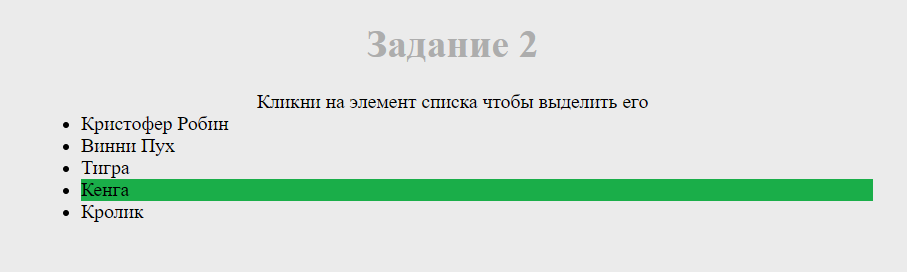 Задание 2
Кликни на элемент списка чтобы выделить его
Кристофер Робин
Винни Пух
Тигра
Кенга
Кролик